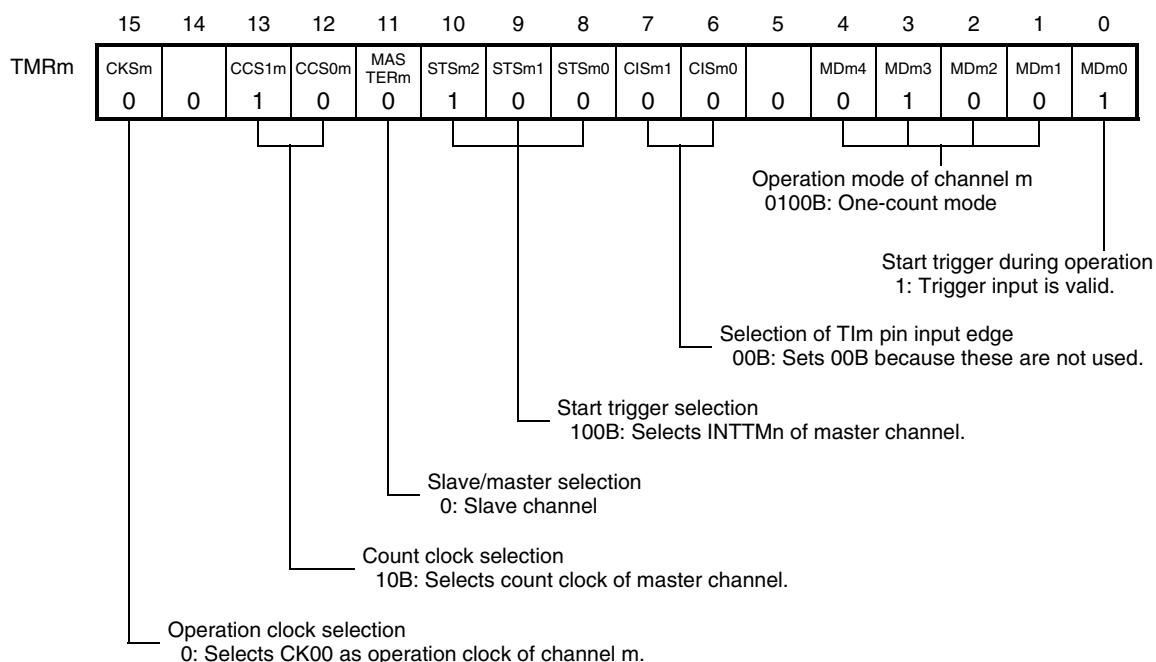 15 14 13 12 11 10 9 8 7 6 5 4 3 2 1 0
TMRm CKSm CCS1m CCS0m MAS TERm STSm2 STSm1 STSm0 CISm1 CISm0 MDm4 MDm3 MDm2 MDm1 MDm0
0 0 1 0 0 1 0 0 0 0 0 0 1 0 0 1
Operation mode of channel m
0100B: One-count mode
Start trigger during operation
1: Trigger input is valid.
Selection of TIm pin input edge
00B: Sets 00B because these are not used.
Start trigger selection
100B: Selects INTTMn of master channel.
Slave/master selection
0: Slave channel
Count clock selection
10B: Selects count clock of master channel.
Operation clock selection
0: Selects CK00 as operation clock of channel m.